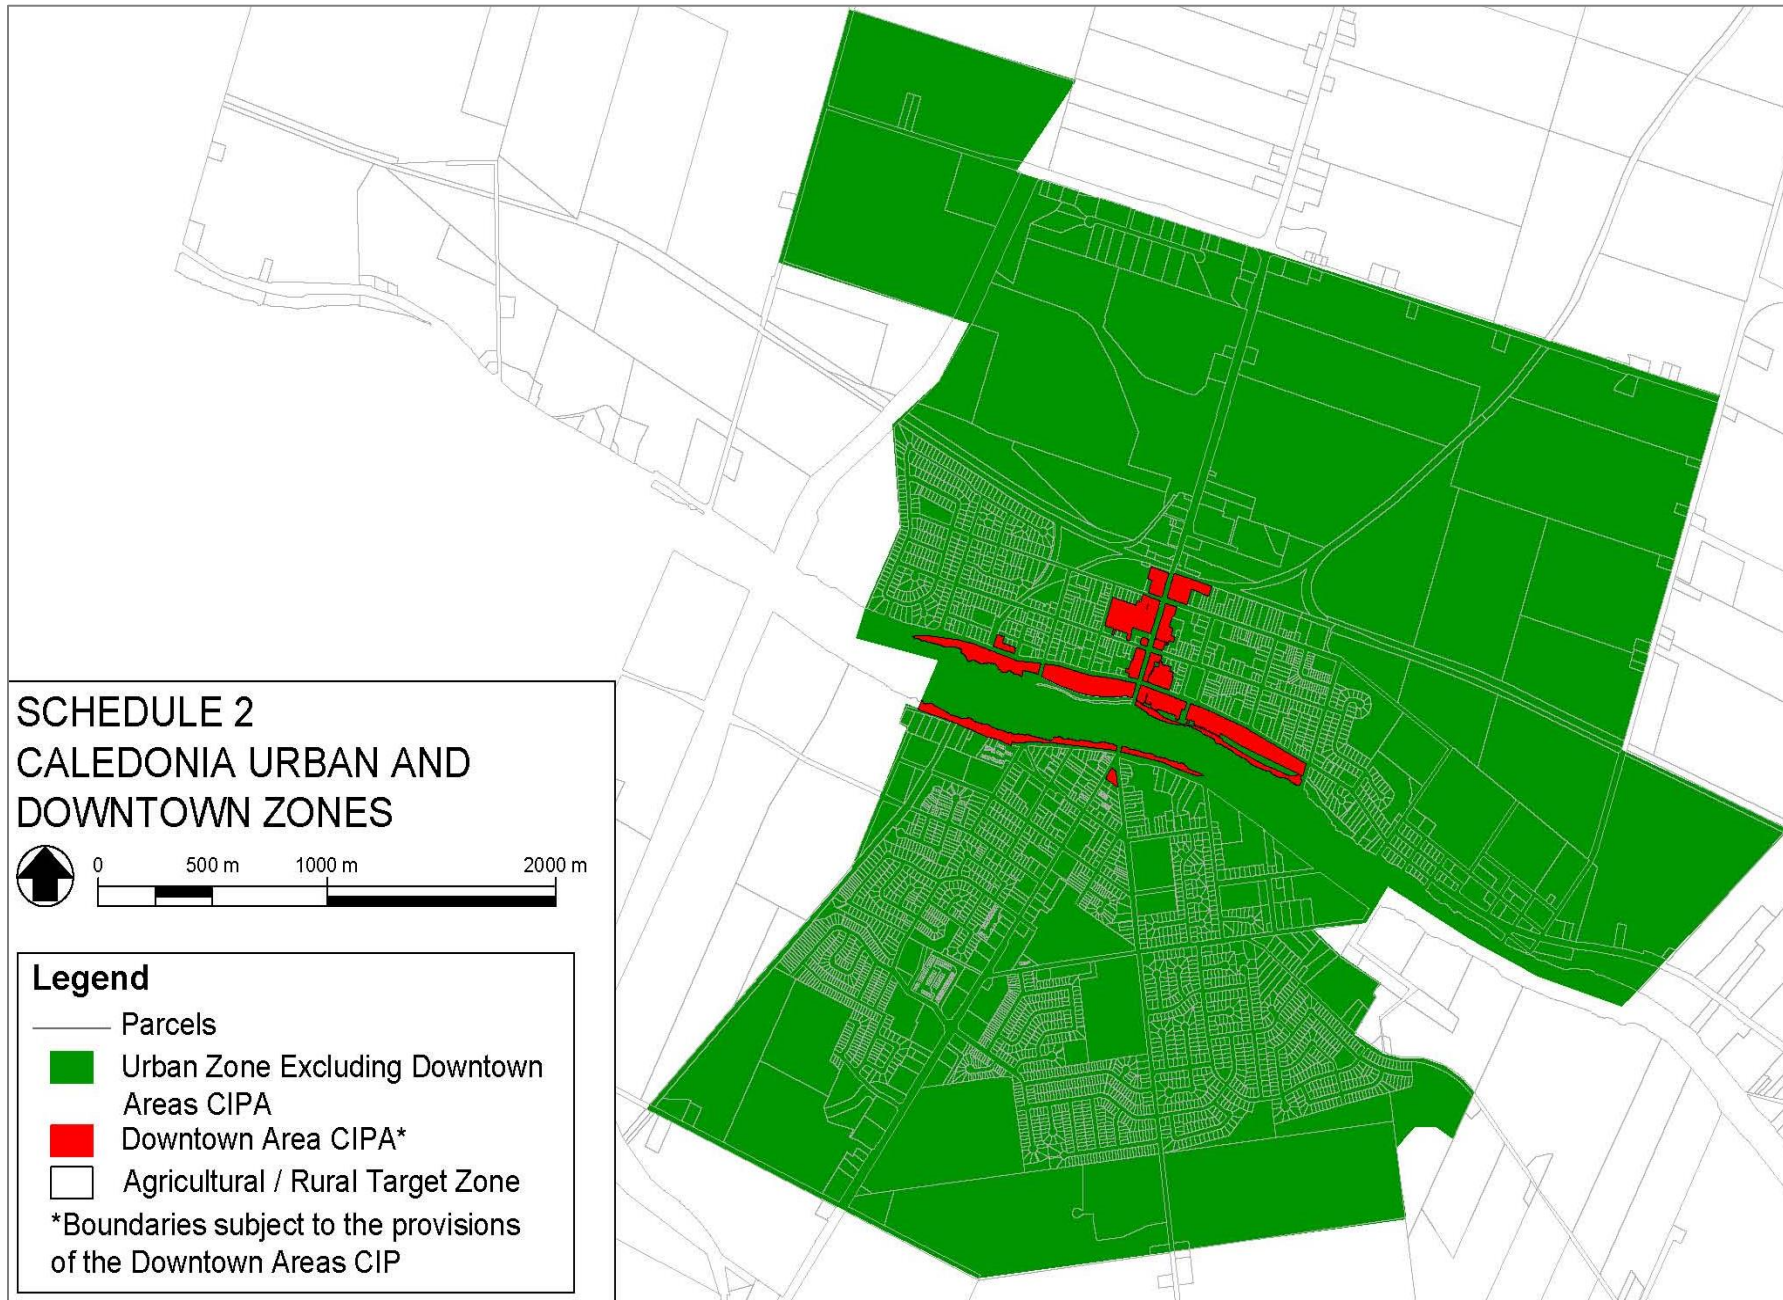 SCHEDULE 2
CALEDONIA URBAN AND
DOWNTOWN ZONES
0 500 m 1000 m 2000 m
Legend
Parcels
Urban Zone Excluding Downtown
Areas CIPA
Downtown Area CIPA*
Agricultural / Rural Target Zone
*Boundaries subject to the provisions
of the Downtown Areas CIP